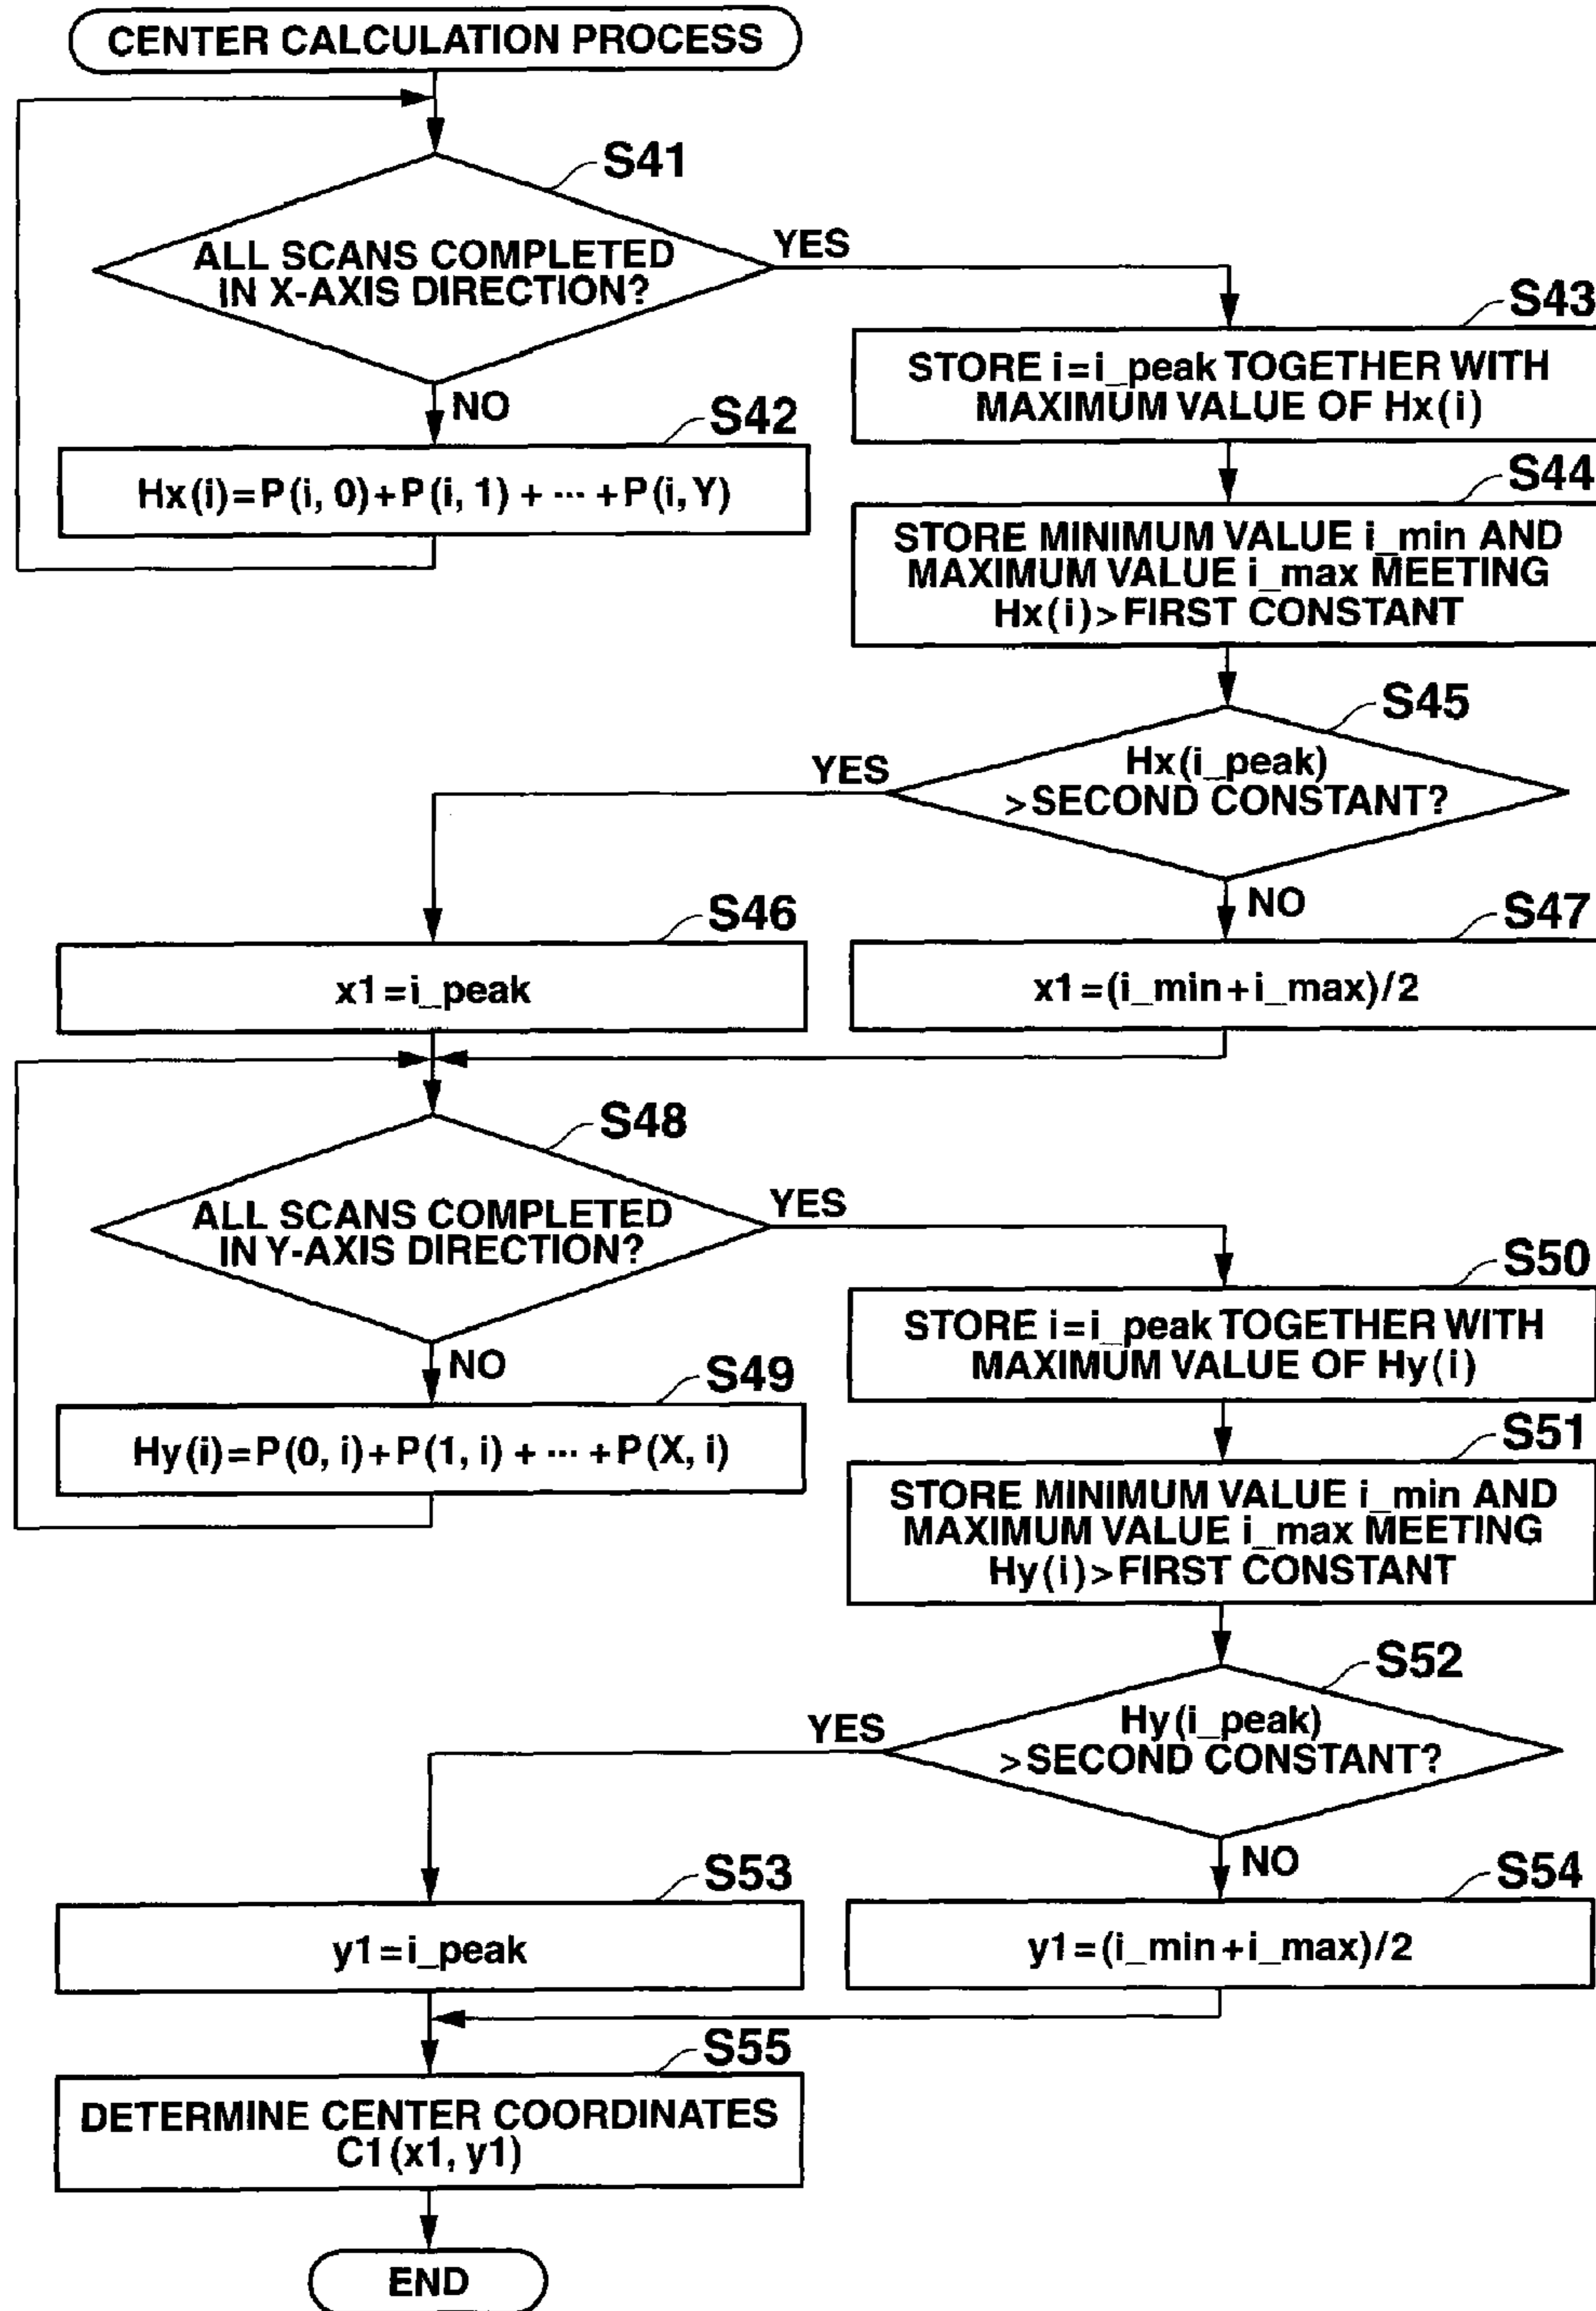 CENTER CALCULATION PROCESS
S41
ALL SCANS COMPLETED
IN X-AXIS DIRECTION?
YES
NO
S42
Hx(i)=P(i, 0)+P(i, 1) + ··· +P(i, Y)
S43
STORE i=i_peak TOGETHER WITH
MAXIMUM VALUE OF Hx(i)
S44
STORE MINIMUM VALUE i_min AND
MAXIMUM VALUE i_max MEETING
Hx(i)>FIRST CONSTANT
S45
Hx(i_peak)
>SECOND CONSTANT?
YES
NO
S46
x1=i_peak
S47
x1=(i_min+i_max)/2
S48
ALL SCANS COMPLETED
IN Y-AXIS DIRECTION?
YES
NO
S49
Hy(i)=P(0, i)+P(1, i) + ··· +P(X, i)
S50
STORE i=i_peak TOGETHER WITH
MAXIMUM VALUE OF Hy(i)
S51
STORE MINIMUM VALUE i_min AND
MAXIMUM VALUE i_max MEETING
Hy(i)>FIRST CONSTANT
S52
Hy(i_peak)
>SECOND CONSTANT?
YES
NO
S53
y1=i_peak
S54
y1=(i_min+i_max)/2
S55
DETERMINE CENTER COORDINATES
C1(x1, y1)
END